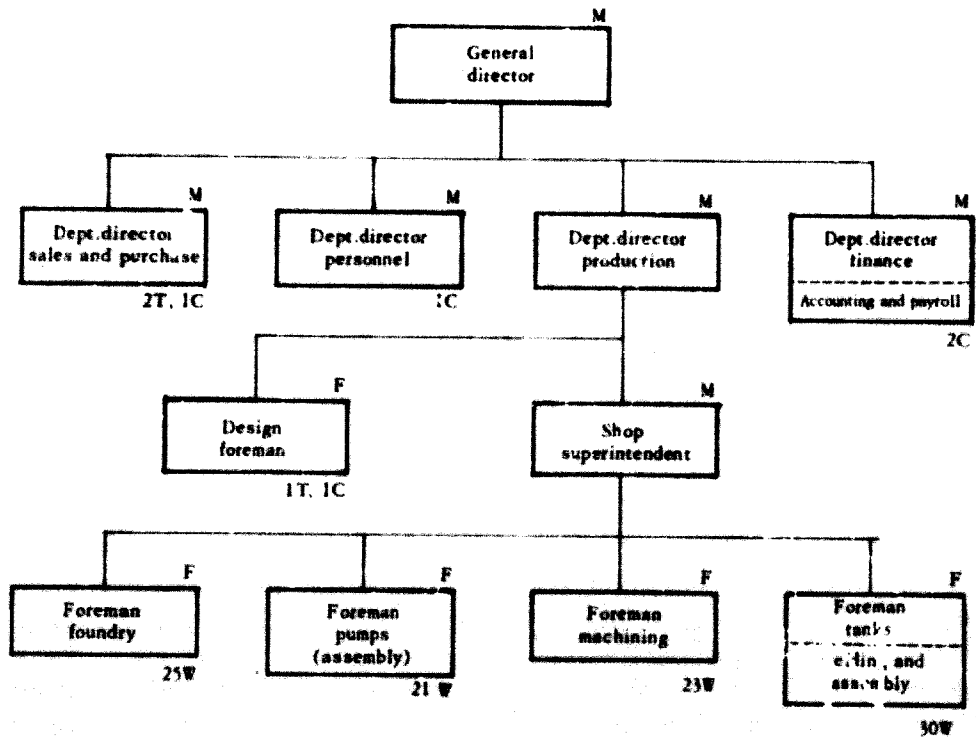 M
General
director
M
Dept.director
sales and purchase
2T, 1C
M
Dept.director
personnel
1C
M
Dept.director
production
M
Dept.director
finance
Accounting and payroll
2C
F
Design
foreman
1T, 1C
M
Shop
superintendent
F
Foreman
foundry
25W
F
Foreman
pumps
(assembly)
21 W
F
Foreman
machining
23W
F
Foreman
tanks
and
assembly
30W